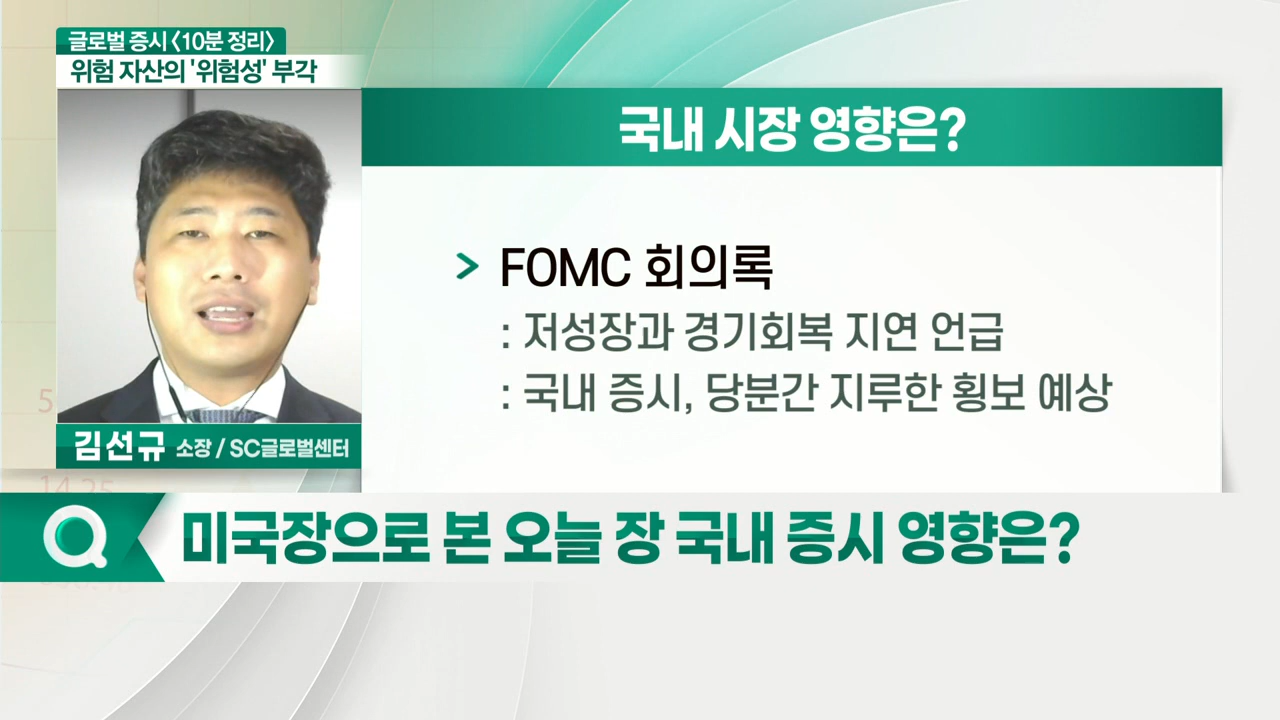 글로벌 증시 <10분 정리>
위험 자산의 '위험성' 부각
국내 시장 영향은?
> FOMC 회의록
: 저성장과 경기회복 지연 언급
: 국내 증시, 당분간 지루한 횡보 예상
김선규 소장 / SC글로벌센터
Q 미국장으로 본 오늘 장 국내 증시 영향은?